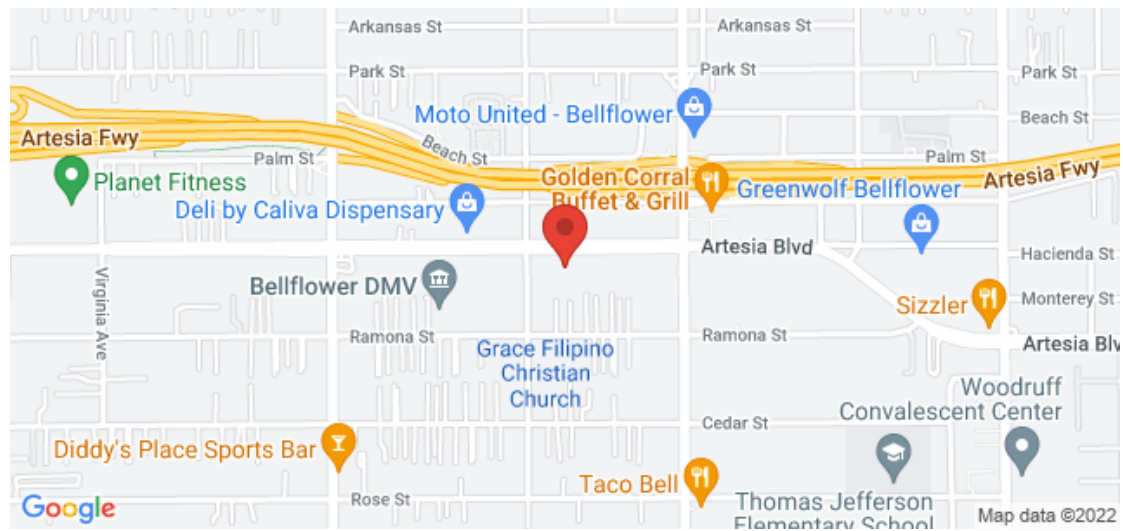 Arkansas St
Arkansas St
Park St
Park St
Park St
Moto United - Bellflower
Beach St
Artesia Fwy
Beach St
Palm St
Palm St
Planet Fitness
Golden Corral
Buffet & Grill
Greenwolf Bellflower
Artesia Fwy
Deli by Caliva Dispensary
Artesia Blvd
Hacienda St
Bellflower DMV
Virginia Ave
Monterey St
Sizzler
Ramona St
Ramona St
Artesia Blv
Grace Filipino
Christian
Church
Woodruff
Convalescent Center
Cedar St
Diddy's Place Sports Bar
Taco Bell
Rose St
Thomas Jefferson
Elementary School
Google
Map data ©2022